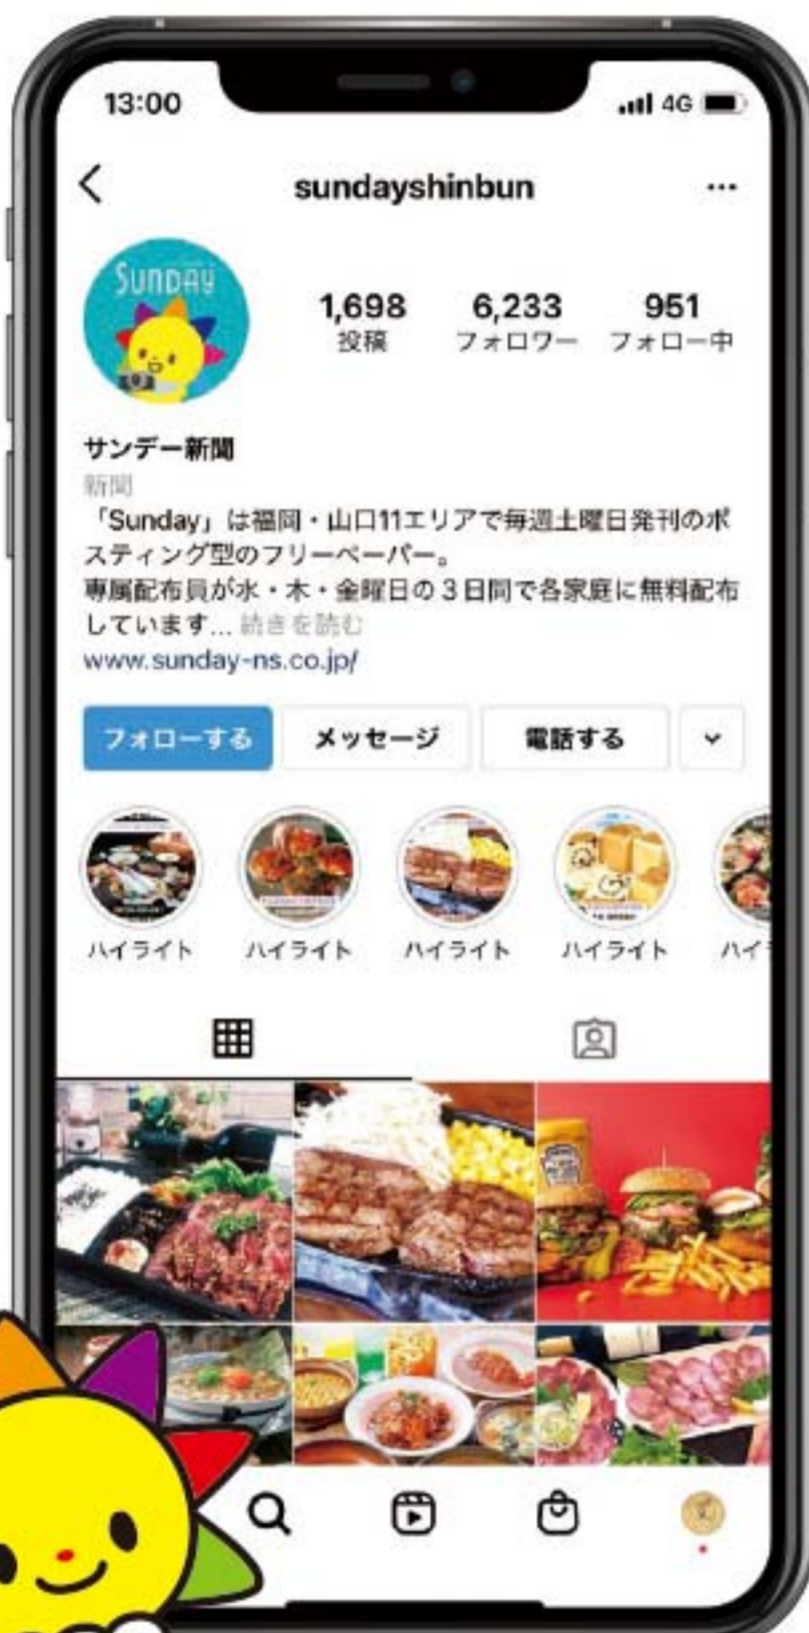 13:00
4G
sundayshinbun
SUNDAY
1,698
6,233
951
投稿
フォロワー
フォロー中
サンデー新聞
新聞
「Sunday」は福岡・山口11エリアで毎週土曜日発刊のポ
スティング型のフリーペーパー。
専属配布員が水・木・金曜日の3日間で各家庭に無料配布
しています... 続きを読む
www.sunday-ns.co.jp/
フォローする
メッセージ
電話する
ハイライト
ハイライト
ハイライト
ハイライト
ハイ